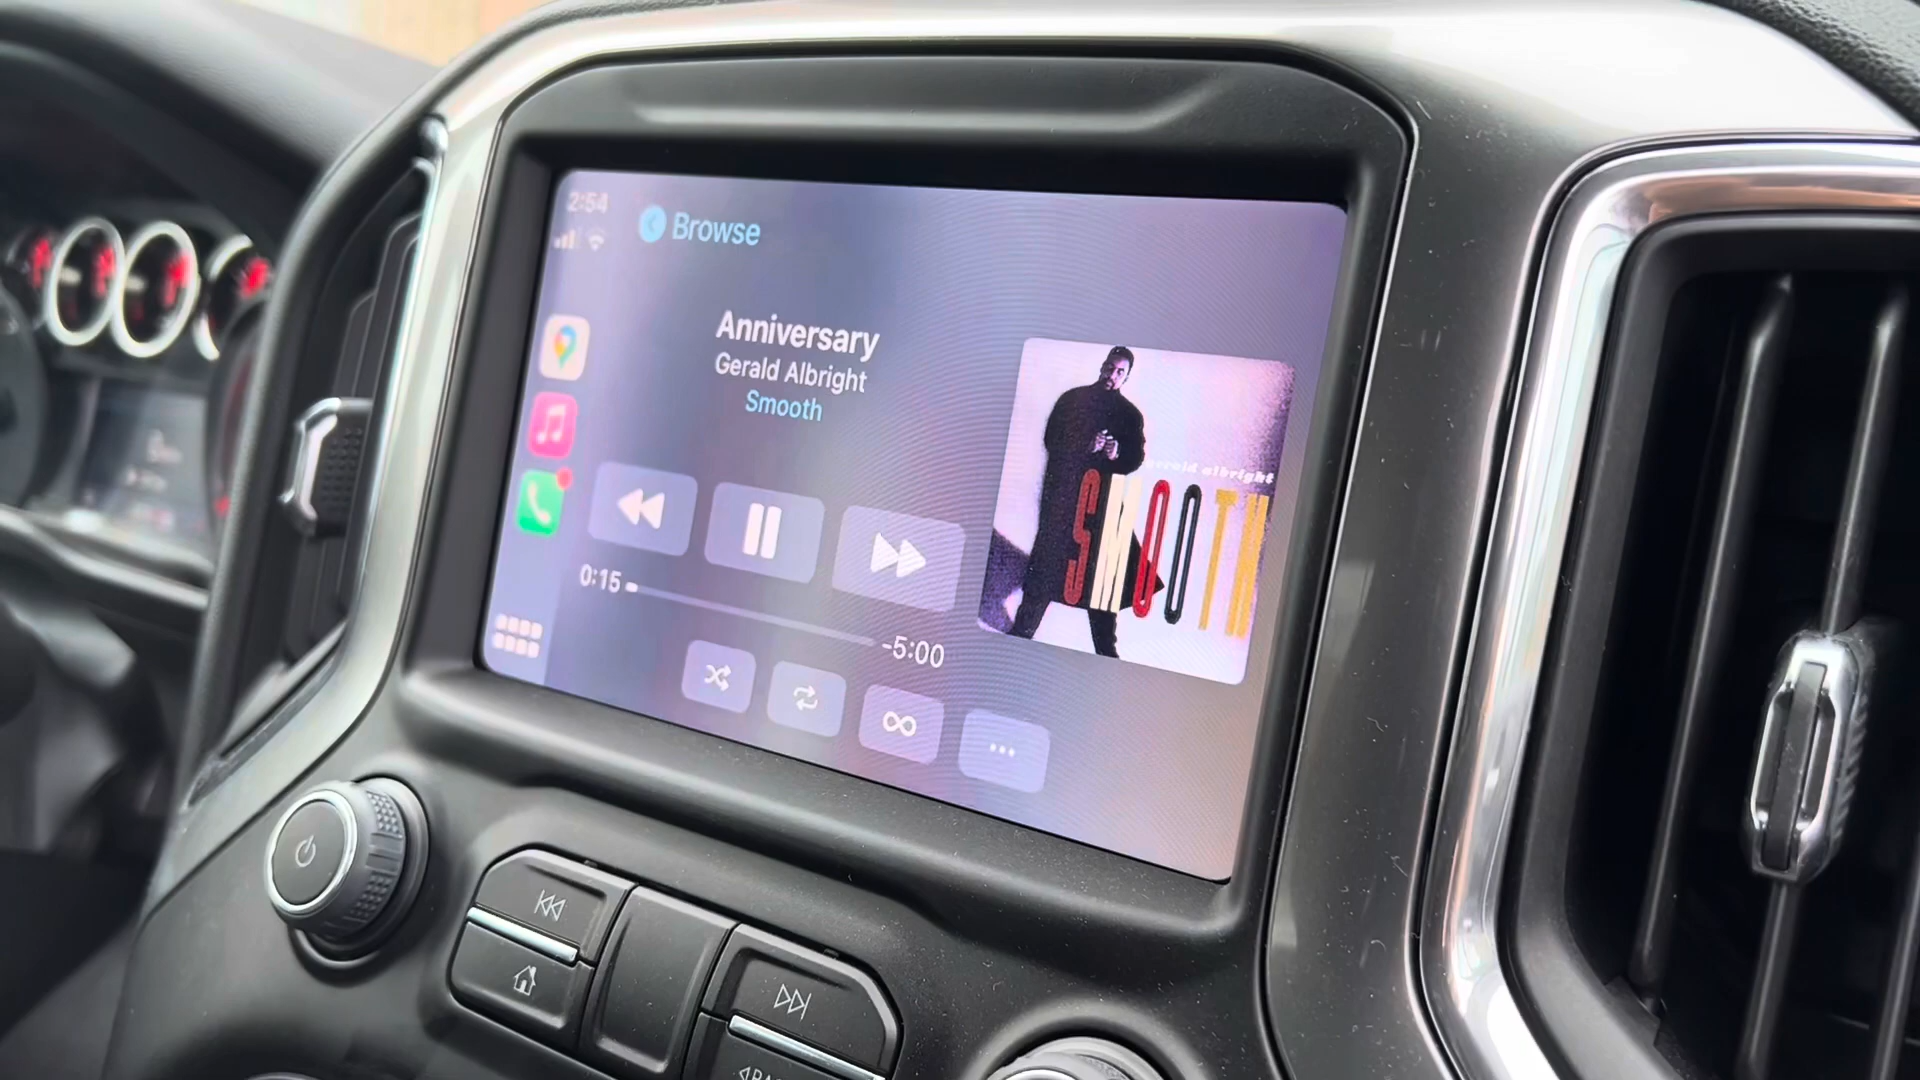 2:54
Browse
Anniversary
Gerald Albright
Smooth
0:15
-5:00
gerald albright
SMOOTH